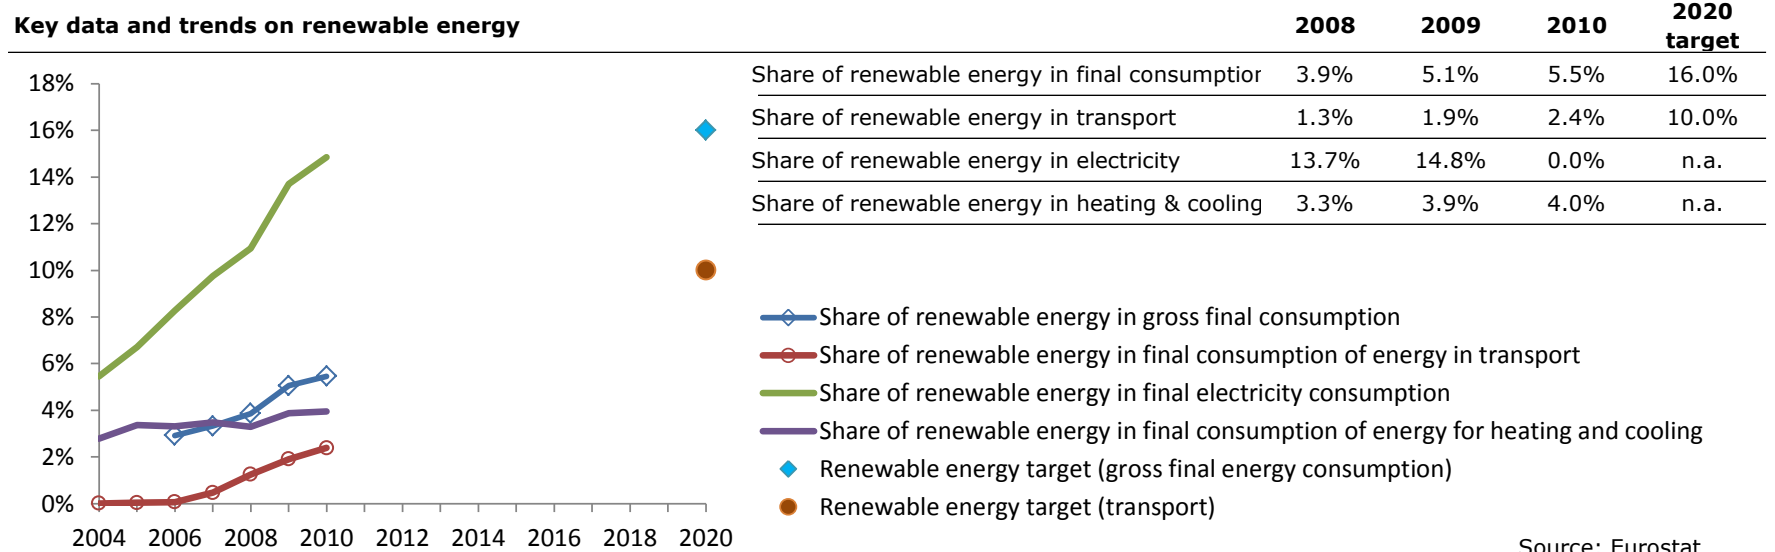 Key data and trends on renewable energy 2008 2009 2010 2020 target
Share of renewable energy in final consumption 3.9% 5.1% 5.5% 16.0%
Share of renewable energy in transport 1.3% 1.9% 2.4% 10.0%
Share of renewable energy in electricity 13.7% 14.8% 0.0% n.a.
Share of renewable energy in heating & cooling 3.3% 3.9% 4.0% n.a.
18%
16%
14%
12%
10%
8%
6%
4%
2%
0%
2004 2006 2008 2010 2012 2014 2016 2018 2020
Share of renewable energy in gross final consumption
Share of renewable energy in final consumption of energy in transport
Share of renewable energy in final electricity consumption
Share of renewable energy in final consumption of energy for heating and cooling
Renewable energy target (gross final energy consumption)
Renewable energy target (transport)
Source: Eurostat